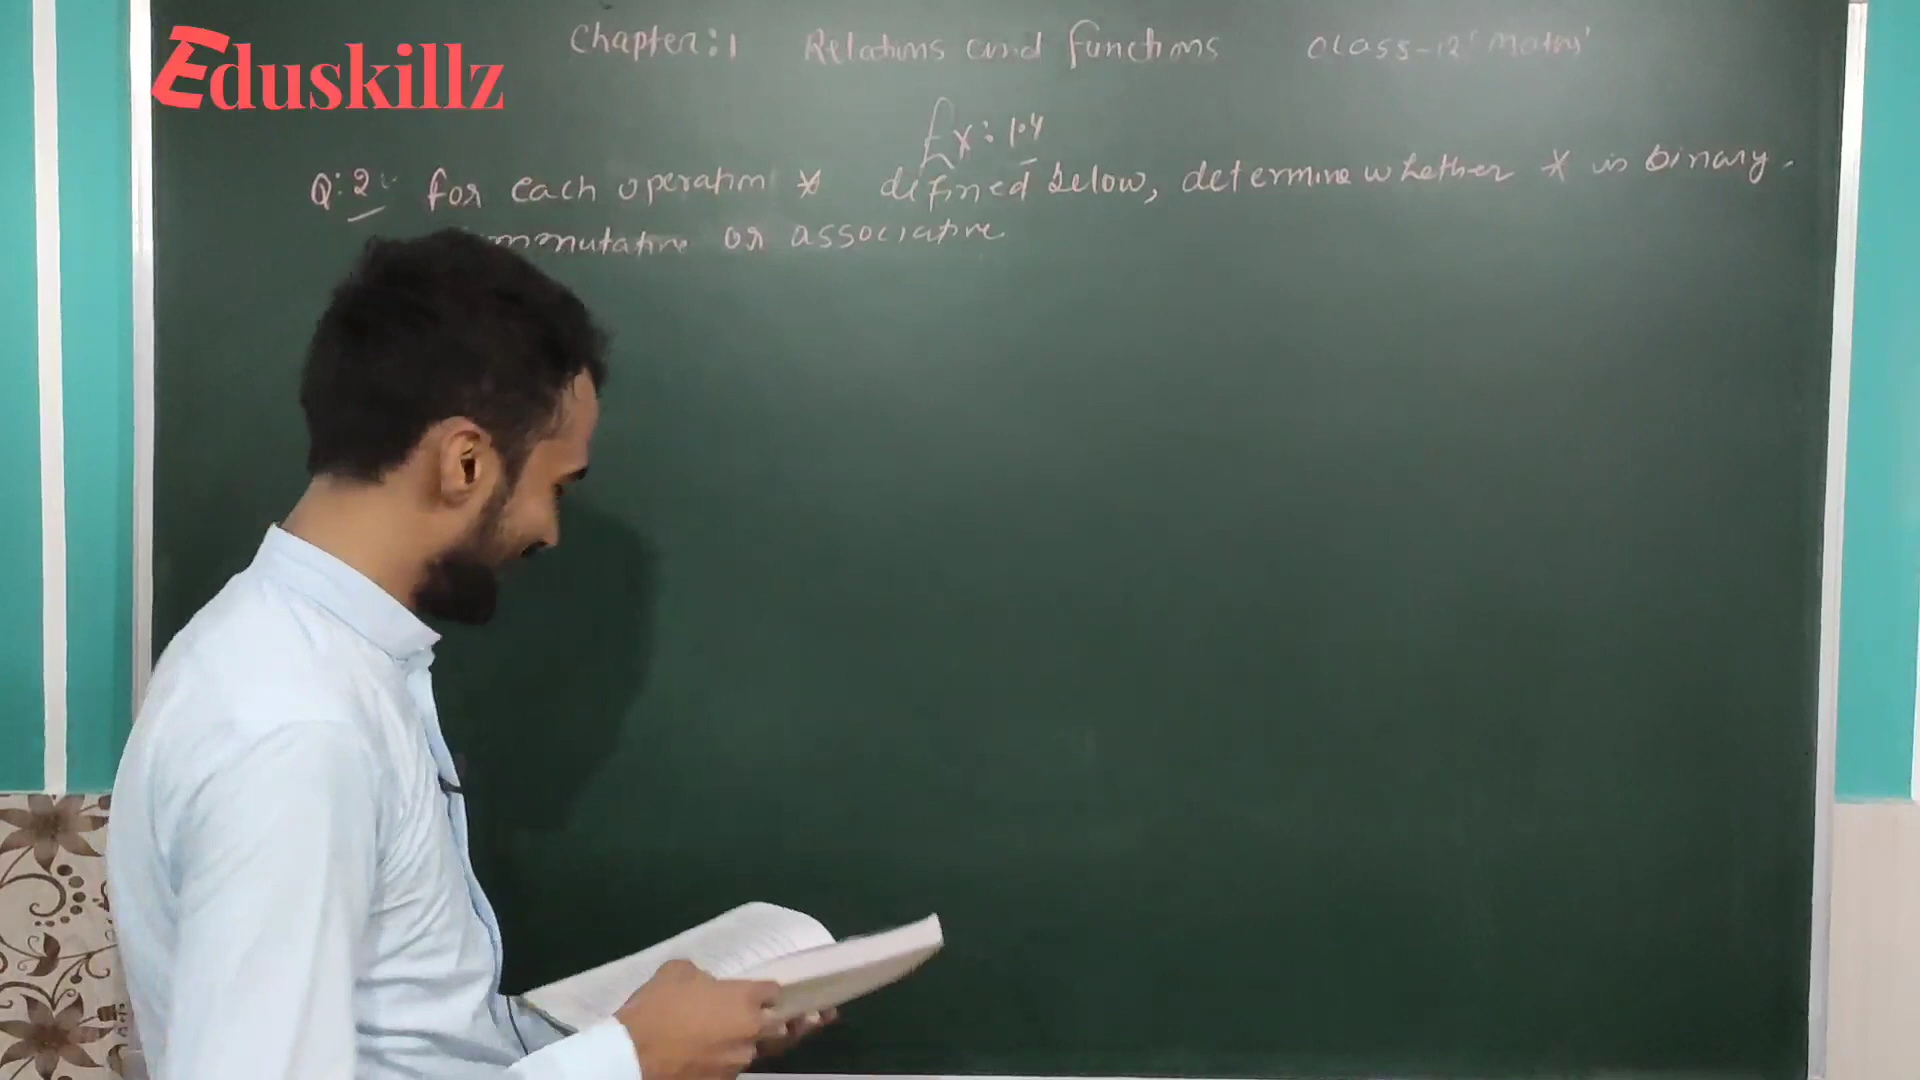 Eduskillz
Chapter: 1 Relations and functions Class-12 'Maths'
Ex: 1.4
Q: 2 for each operation * defined below, determine whether * is binary,
mmutative or associative